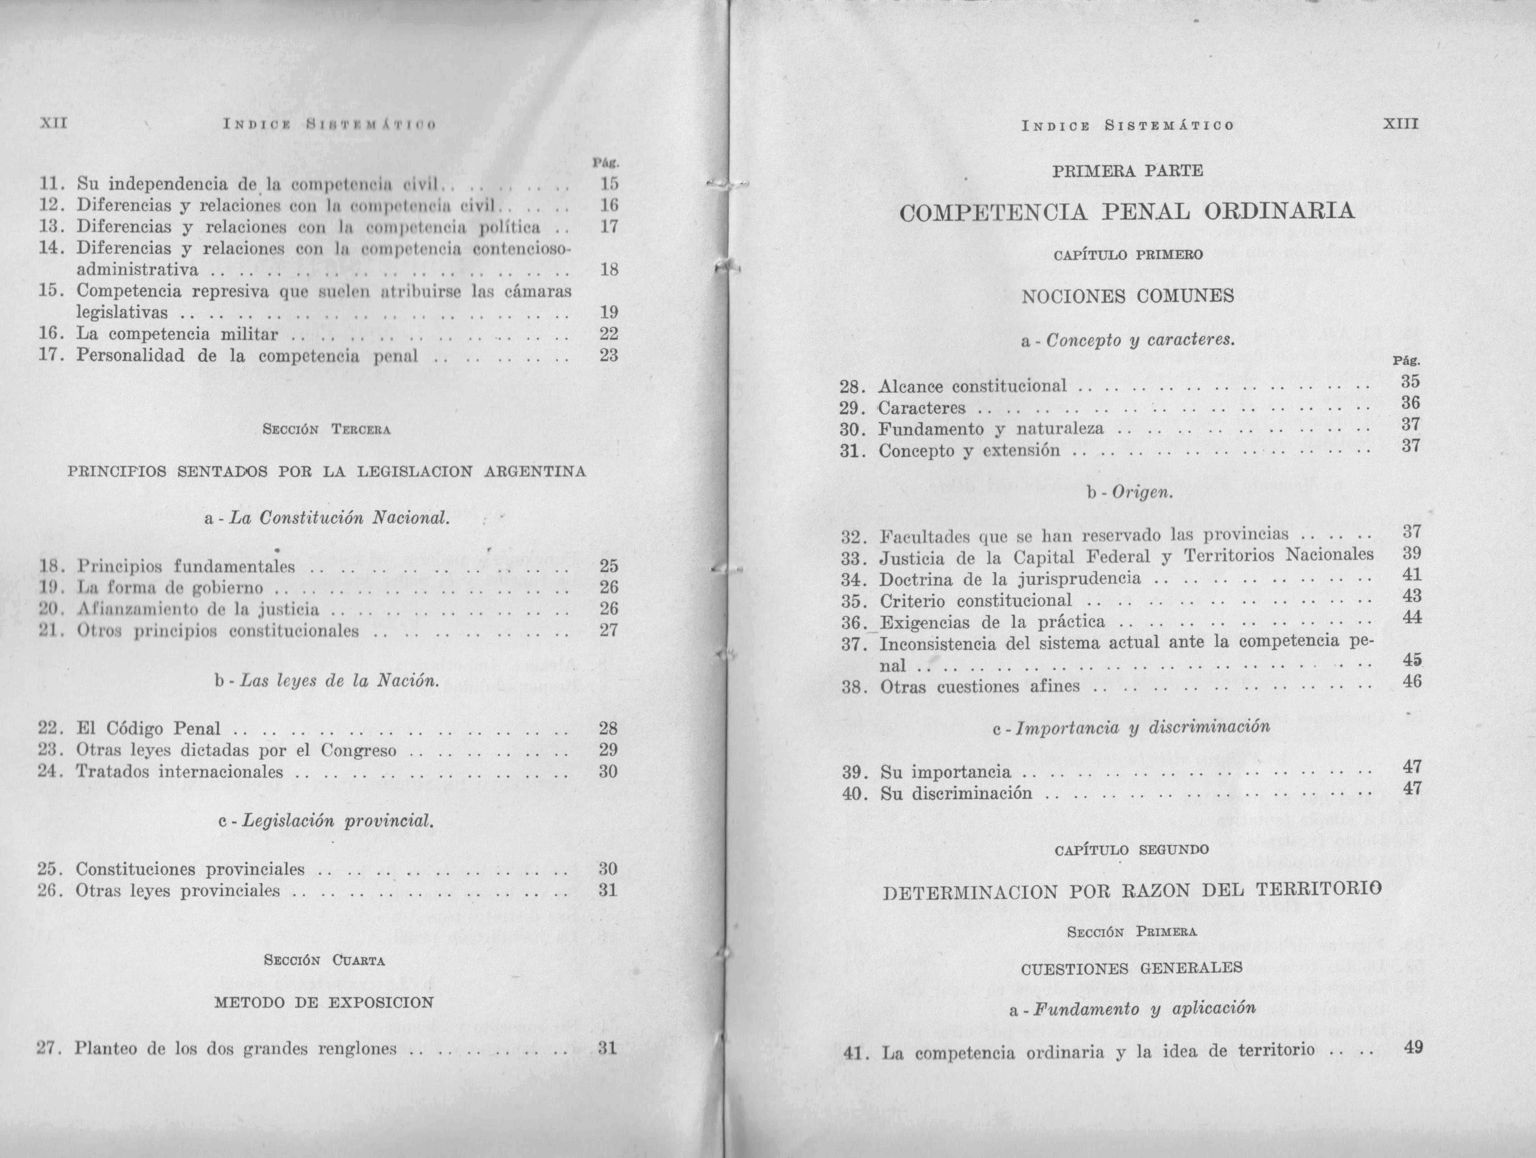 XII
INDICE SISTEMÁTICO
Pág.
11. Su independencia de la competencia civil . . . . . . . . 15
12. Diferencias y relaciones con la competencia civil . . . . . 16
13. Diferencias y relaciones con la competencia política . . 17
14. Diferencias y relaciones con la competencia contencioso-
administrativa . . . . . . . . . . . . . . . . . . . . . . 18
15. Competencia represiva que suelen atribuirse las cámaras
legislativas . . . . . . . . . . . . . . . . . . . . . . . 19
16. La competencia militar . . . . . . . . . . . . . . . . . 22
17. Personalidad de la competencia penal . . . . . . . . . . 23
SECCIÓN TERCERA
PRINCIPIOS SENTADOS POR LA LEGISLACION ARGENTINA
a - La Constitución Nacional.
18. Principios fundamentales . . . . . . . . . . . . . . . . 25
19. La forma de gobierno . . . . . . . . . . . . . . . . . . 26
20. Afianzamiento de la justicia . . . . . . . . . . . . . . 26
21. Otros principios constitucionales . . . . . . . . . . . . 27
b - Las leyes de la Nación.
22. El Código Penal . . . . . . . . . . . . . . . . . . . . . 28
23. Otras leyes dictadas por el Congreso . . . . . . . . . . 29
24. Tratados internacionales . . . . . . . . . . . . . . . . 30
c - Legislación provincial.
25. Constituciones provinciales . . . . . . . . . . . . . . . 30
26. Otras leyes provinciales . . . . . . . . . . . . . . . . 31
SECCIÓN CUARTA
METODO DE EXPOSICION
27. Planteo de los dos grandes renglones . . . . . . . . . . 31
INDICE SISTEMÁTICO
XIII
PRIMERA PARTE
COMPETENCIA PENAL ORDINARIA
CAPÍTULO PRIMERO
NOCIONES COMUNES
a - Concepto y caracteres.
Pág.
28. Alcance constitucional . . . . . . . . . . . . . . . . . 35
29. Caracteres . . . . . . . . . . . . . . . . . . . . . . . 36
30. Fundamento y naturaleza . . . . . . . . . . . . . . . . . 37
31. Concepto y extensión . . . . . . . . . . . . . . . . . . 37
b - Origen.
32. Facultades que se han reservado las provincias . . . . . 37
33. Justicia de la Capital Federal y Territorios Nacionales 39
34. Doctrina de la jurisprudencia . . . . . . . . . . . . . . 41
35. Criterio constitucional . . . . . . . . . . . . . . . . . 43
36. Exigencias de la práctica . . . . . . . . . . . . . . . . 44
37. Inconsistencia del sistema actual ante la competencia pe-
nal . . . . . . . . . . . . . . . . . . . . . . . . . . . 45
38. Otras cuestiones afines . . . . . . . . . . . . . . . . . 46
c - Importancia y discriminación
39. Su importancia . . . . . . . . . . . . . . . . . . . . . 47
40. Su discriminación . . . . . . . . . . . . . . . . . . . . 47
CAPÍTULO SEGUNDO
DETERMINACION POR RAZON DEL TERRITORIO
SECCIÓN PRIMERA
CUESTIONES GENERALES
a - Fundamento y aplicación
41. La competencia ordinaria y la idea de territorio . . . . 49